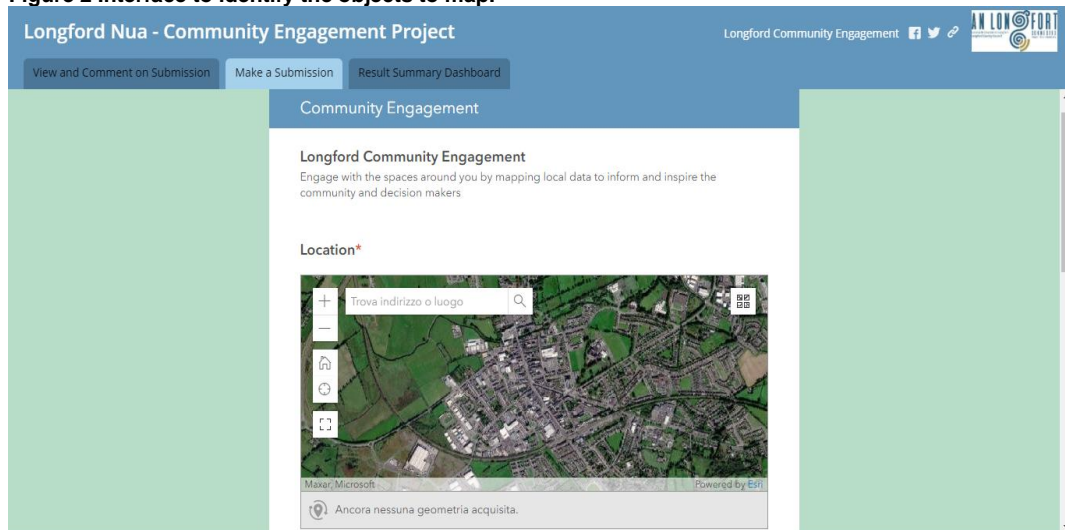 Figure 2 Interface to identify the objects to map.
Longford Nua - Community Engagement Project
Longford Community Engagement
AN LONGFORT
View and Comment on Submission
Make a Submission
Result Summary Dashboard
Community Engagement
Longford Community Engagement
Engage with the spaces around you by mapping local data to inform and inspire the
community and decision makers
Location*
Trova indirizzo o luogo
Maxar, Microsoft
Powered by Esri
Ancora nessuna geometria acquisita.